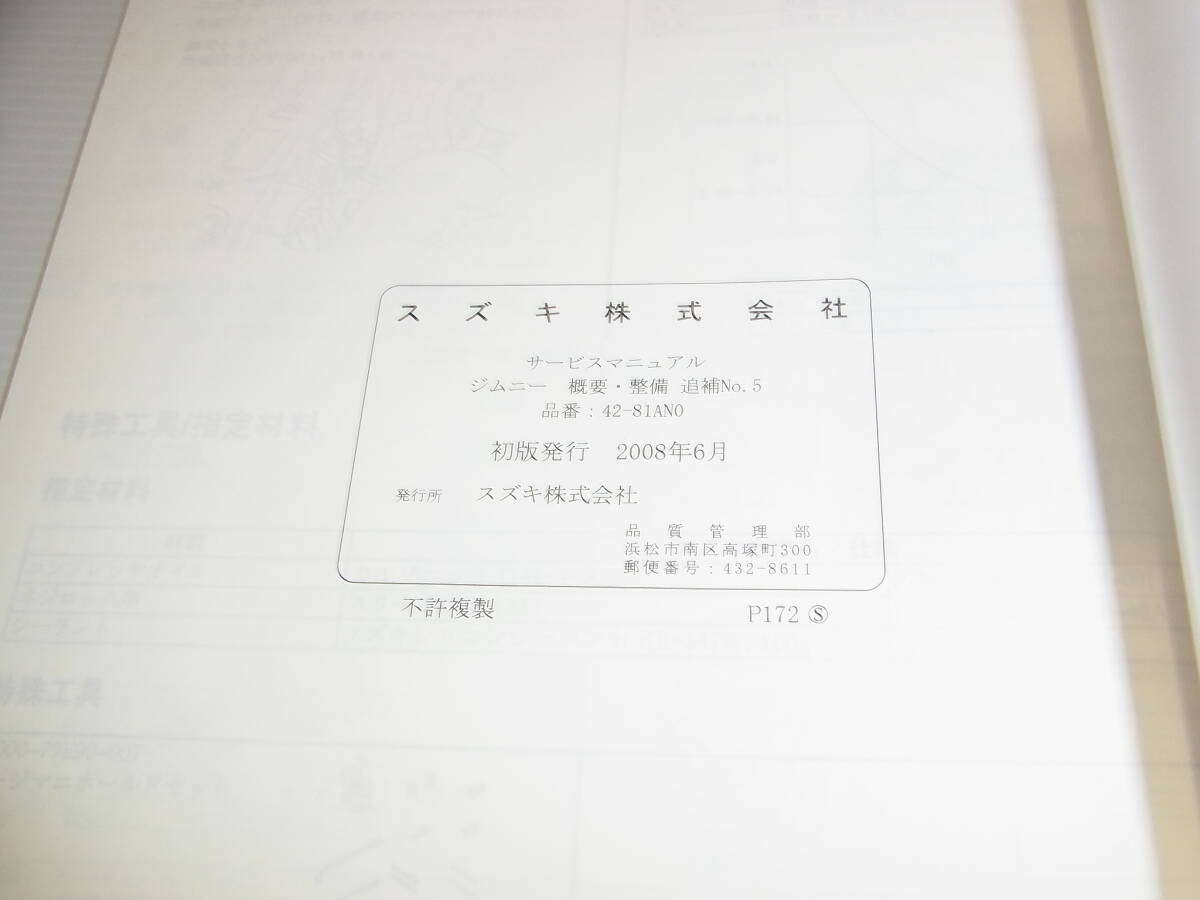 スズキ株式会社
サービスマニュアル
ジムニー 概要・整備 追補No.5
品番：42-81AN0
初版発行 2008年6月
発行所 スズキ株式会社
品質管理部
浜松市南区高塚町300
郵便番号：432-8611
不許複製 P172 Ⓢ
特殊工具/指定材料
指定材料
特殊工具